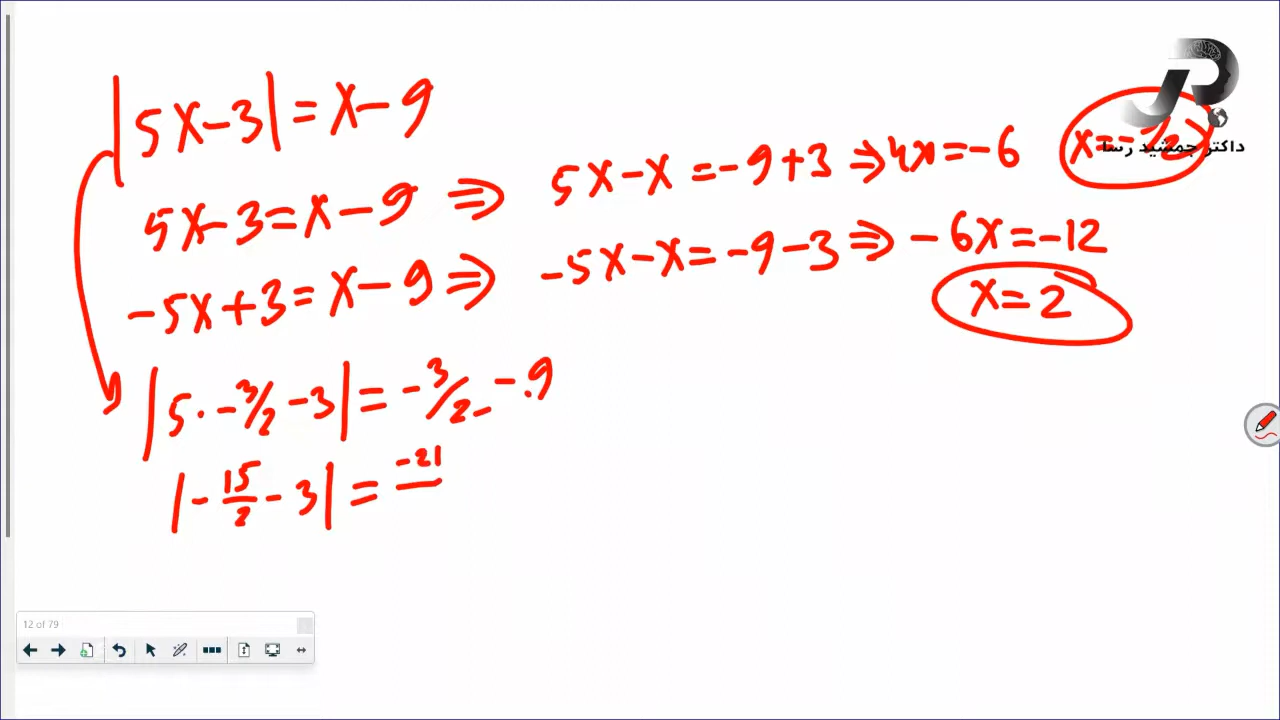 |5x-3|=x-9
5x-3=x-9 ⇒ 5x-x=-9+3 ⇒ 4x=-6
-5x+3=x-9 ⇒ -5x-x=-9-3 ⇒ -6x=-12
x=2
|5·-3/2-3|=-3/2-9
|-15/2-3|=-21
داکتر جمشید رسا
12 of 79